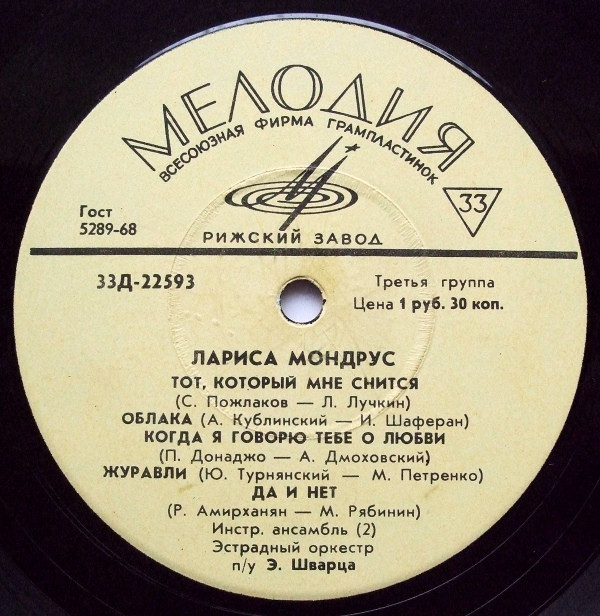 МЕЛОДИЯ
ВСЕСОЮЗНАЯ ФИРМА ГРАМПЛАСТИНОК
33
Гост
5289-68
РИЖСКИЙ ЗАВОД
33Д-22593
Третья группа
Цена 1 руб. 30 коп.
ЛАРИСА МОНДРУС
ТОТ, КОТОРЫЙ МНЕ СНИТСЯ
(С. Пожлаков — Л. Лучкин)
ОБЛАКА (А. Кублинский — И. Шаферан)
КОГДА Я ГОВОРЮ ТЕБЕ О ЛЮБВИ
(П. Донаджо — А. Дмоховский)
ЖУРАВЛИ (Ю. Турнянский — М. Петренко)
ДА И НЕТ
(Р. Амирханян — М. Рябинин)
Инстр. ансамбль (2)
Эстрадный оркестр
п/у Э. Шварца